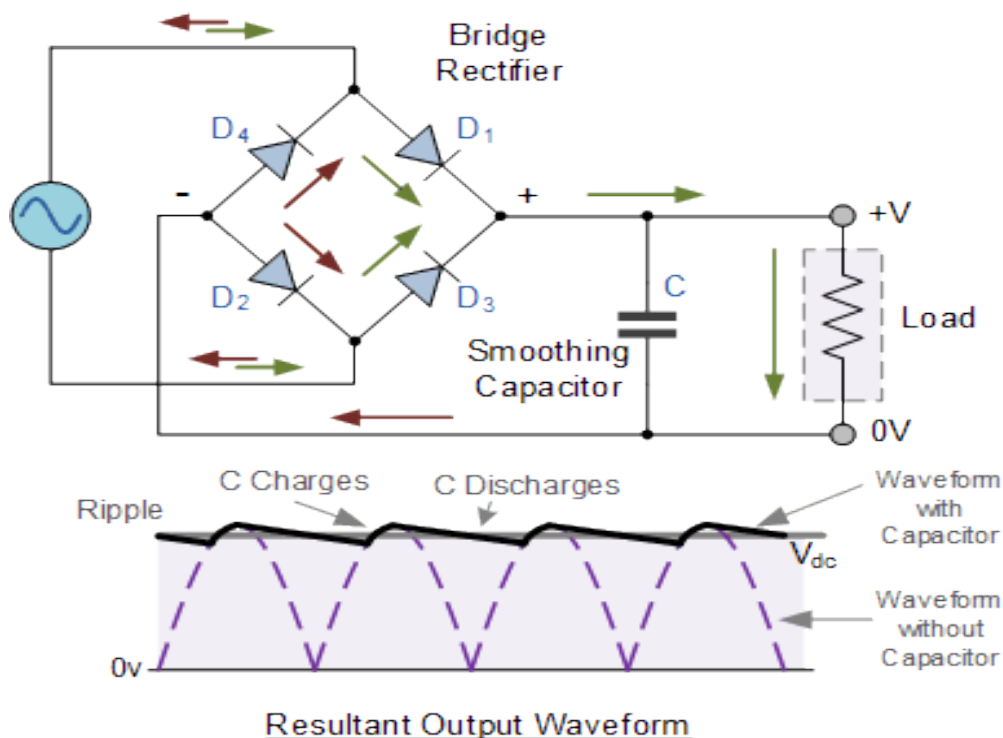 Bridge
Rectifier
D4
D1
-
+
+V
D2
D3
C
Load
Smoothing
Capacitor
0V
C Charges
C Discharges
Waveform
with
Capacitor
Ripple
Vdc
Waveform
without
Capacitor
0v
Resultant Output Waveform